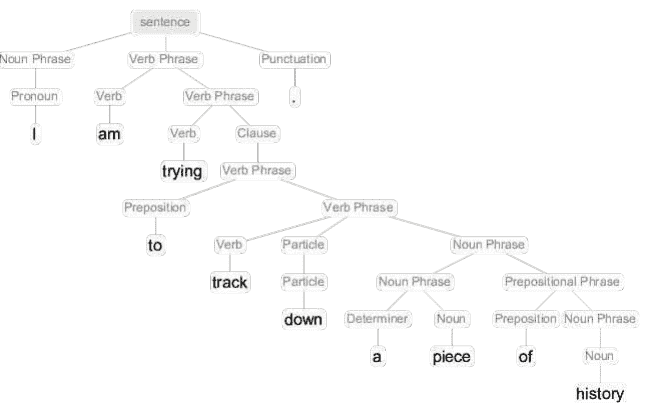 sentence
Noun Phrase Verb Phrase Punctuation
Pronoun Verb Verb Phrase .
I am Verb Clause
trying Verb Phrase
Preposition Verb Phrase
to Verb Particle Noun Phrase
track Particle Noun Phrase Prepositional Phrase
down Determiner Noun Preposition Noun Phrase
a piece of Noun
history